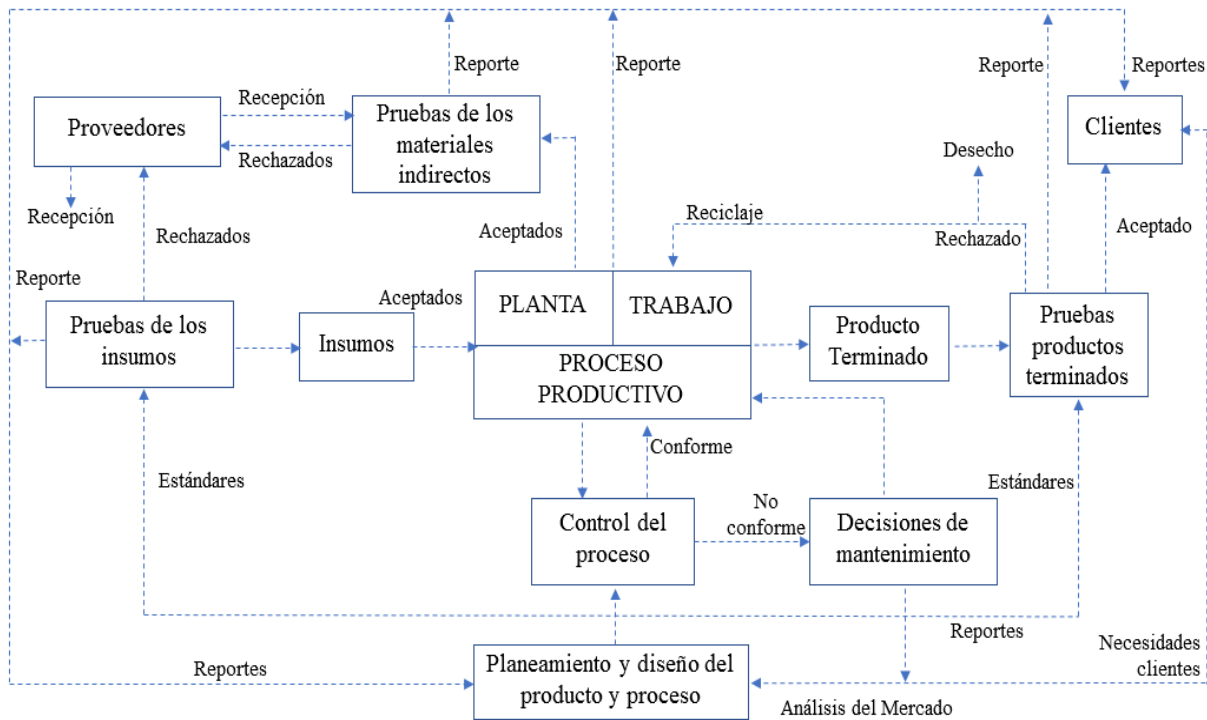 Reporte
Reporte
Reporte
Reportes
Recepción
Proveedores
Pruebas de los
materiales
indirectos
Clientes
Rechazados
Desecho
Recepción
Reciclaje
Rechazados
Aceptados
Rechazado
Aceptado
Reporte
Aceptados
PLANTA
TRABAJO
Pruebas de los
insumos
Insumos
Producto
Terminado
Pruebas
productos
terminados
PROCESO
PRODUCTIVO
Conforme
Estándares
Estándares
No
conforme
Control del
proceso
Decisiones de
mantenimiento
Reportes
Necesidades
clientes
Reportes
Planeamiento y diseño del
producto y proceso
Análisis del Mercado